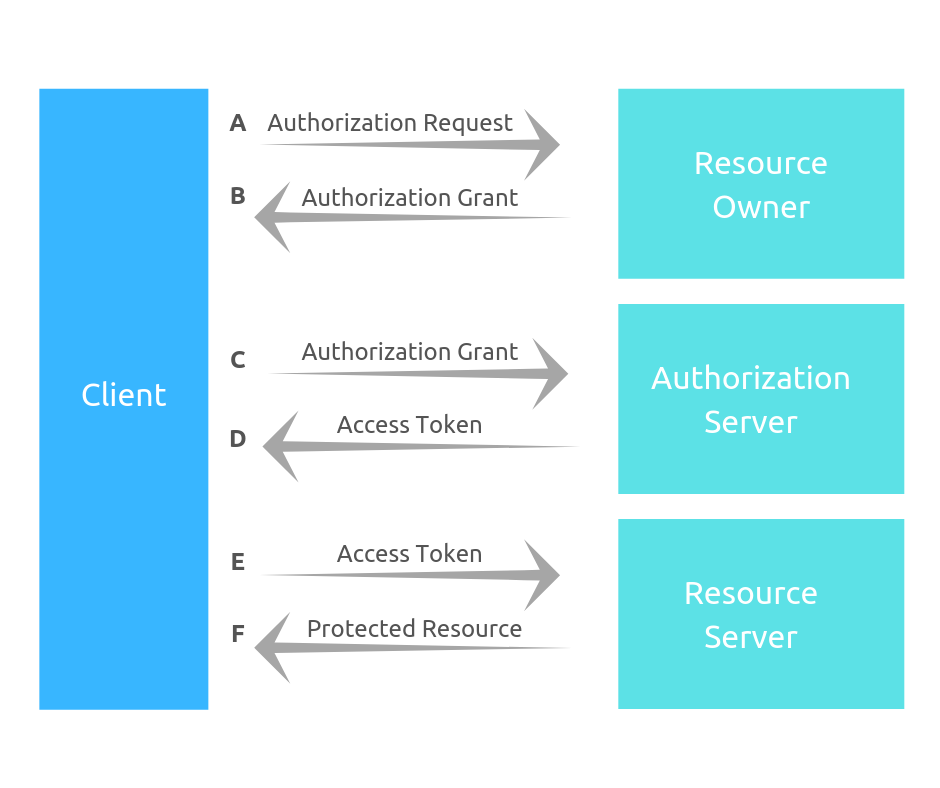 Client
A Authorization Request
B Authorization Grant
Resource
Owner
C Authorization Grant
D Access Token
Authorization
Server
E Access Token
F Protected Resource
Resource
Server